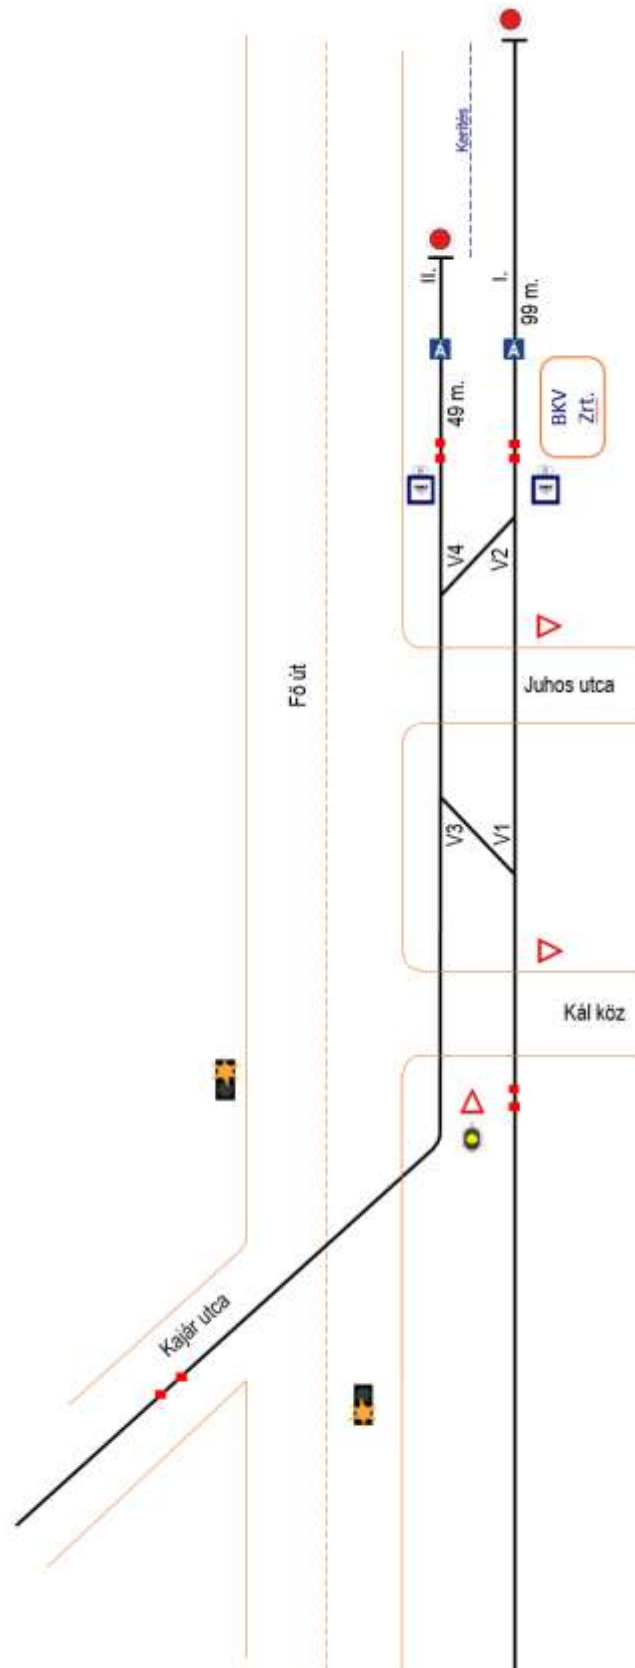 Kerítés
II.
I.
99 m.
A
A
49 m.
BKV
Zrt.
V4
V2
Fő út
Juhos utca
V3
V1
Kál köz
Kajár utca